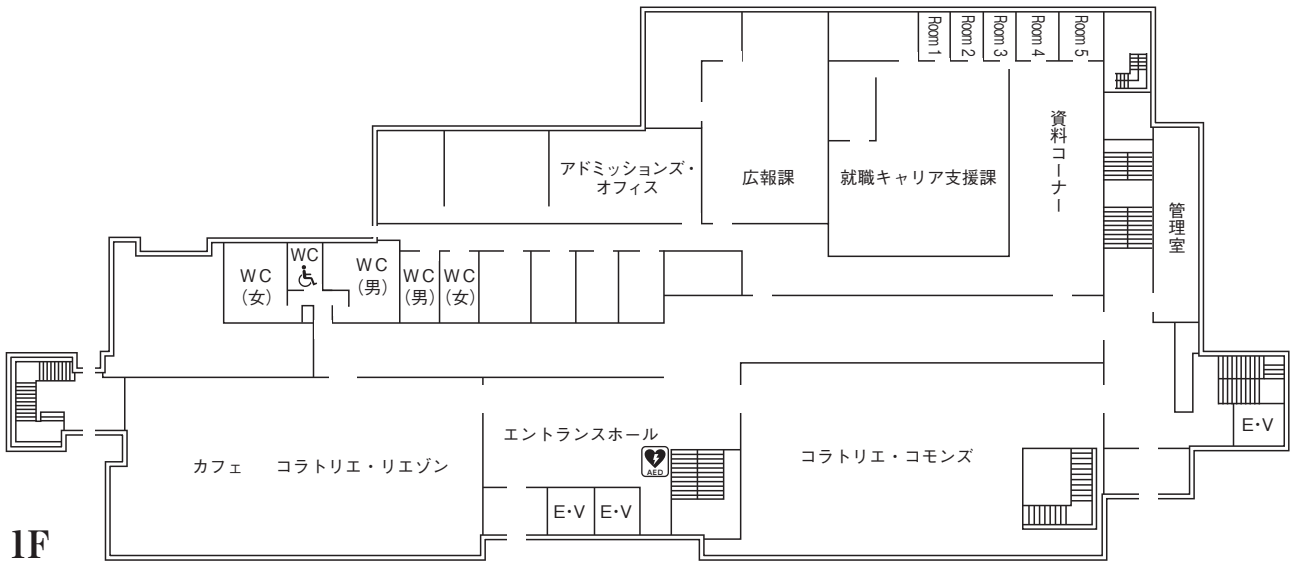 Room 1
Room 2
Room 3
Room 4
Room 5
アドミッションズ・
オフィス
広報課
就職キャリア支援課
資料コーナー
管理室
WC
(女)
WC
WC
(男)
WC
(男)
WC
(女)
エントランスホール
AED
カフェ　コラトリエ・リエゾン
コラトリエ・コモンズ
E・V
E・V
E・V
1F